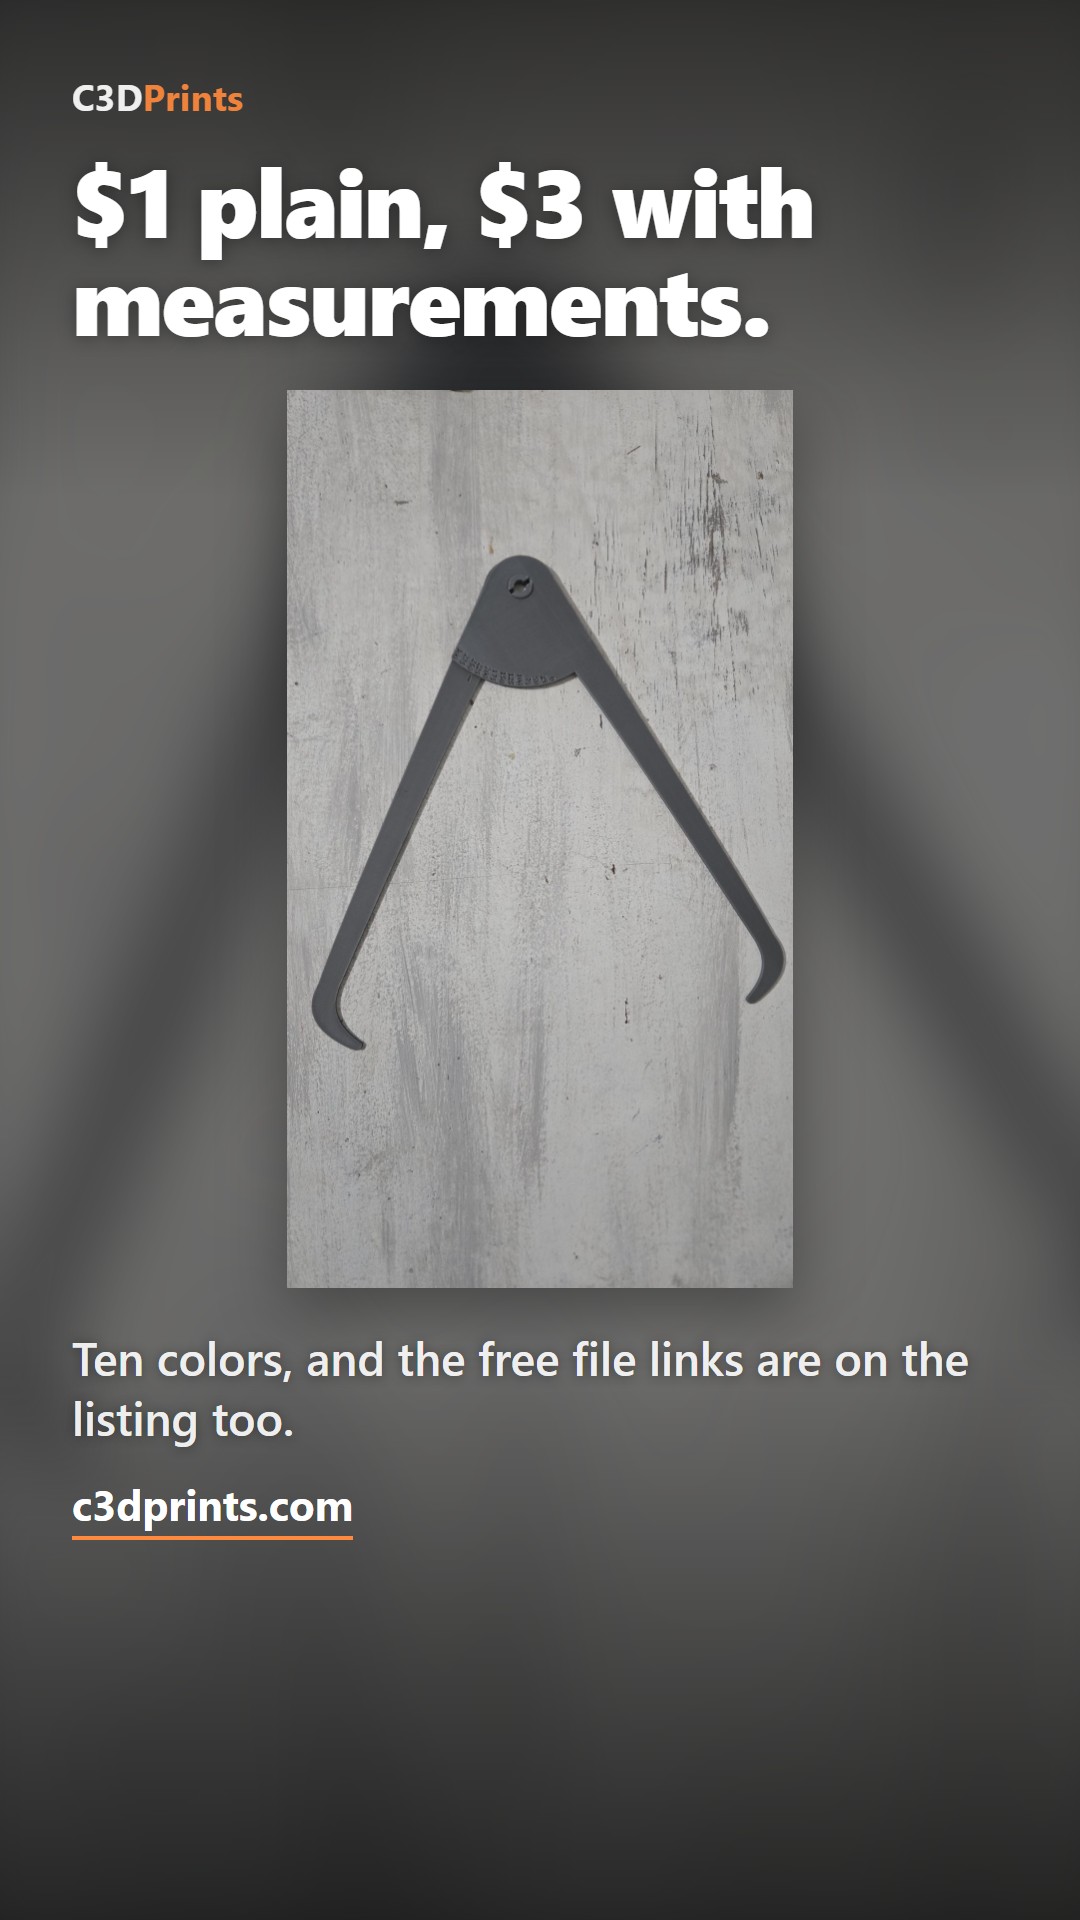 C3DPrints
$1 plain, $3 with
measurements.
Ten colors, and the free file links are on the
listing too.
c3dprints.com